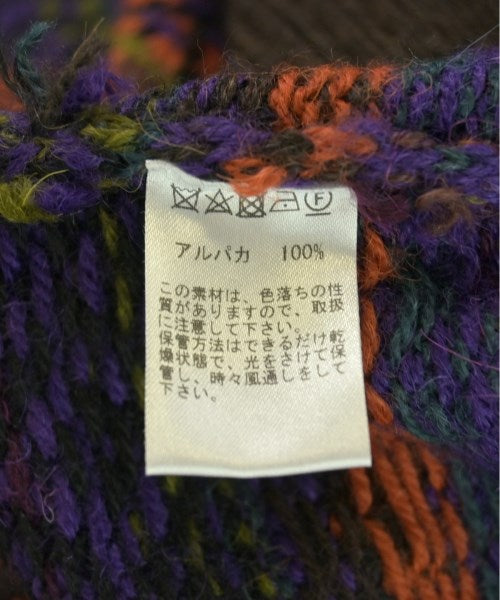 アルパカ 100%
この素材は、色落ちの性
質がありますので、取扱
に注意して下さい。
保管方法はできるだけ乾
燥状態で、光をさけて保
管し、時々風通しをして
下さい。